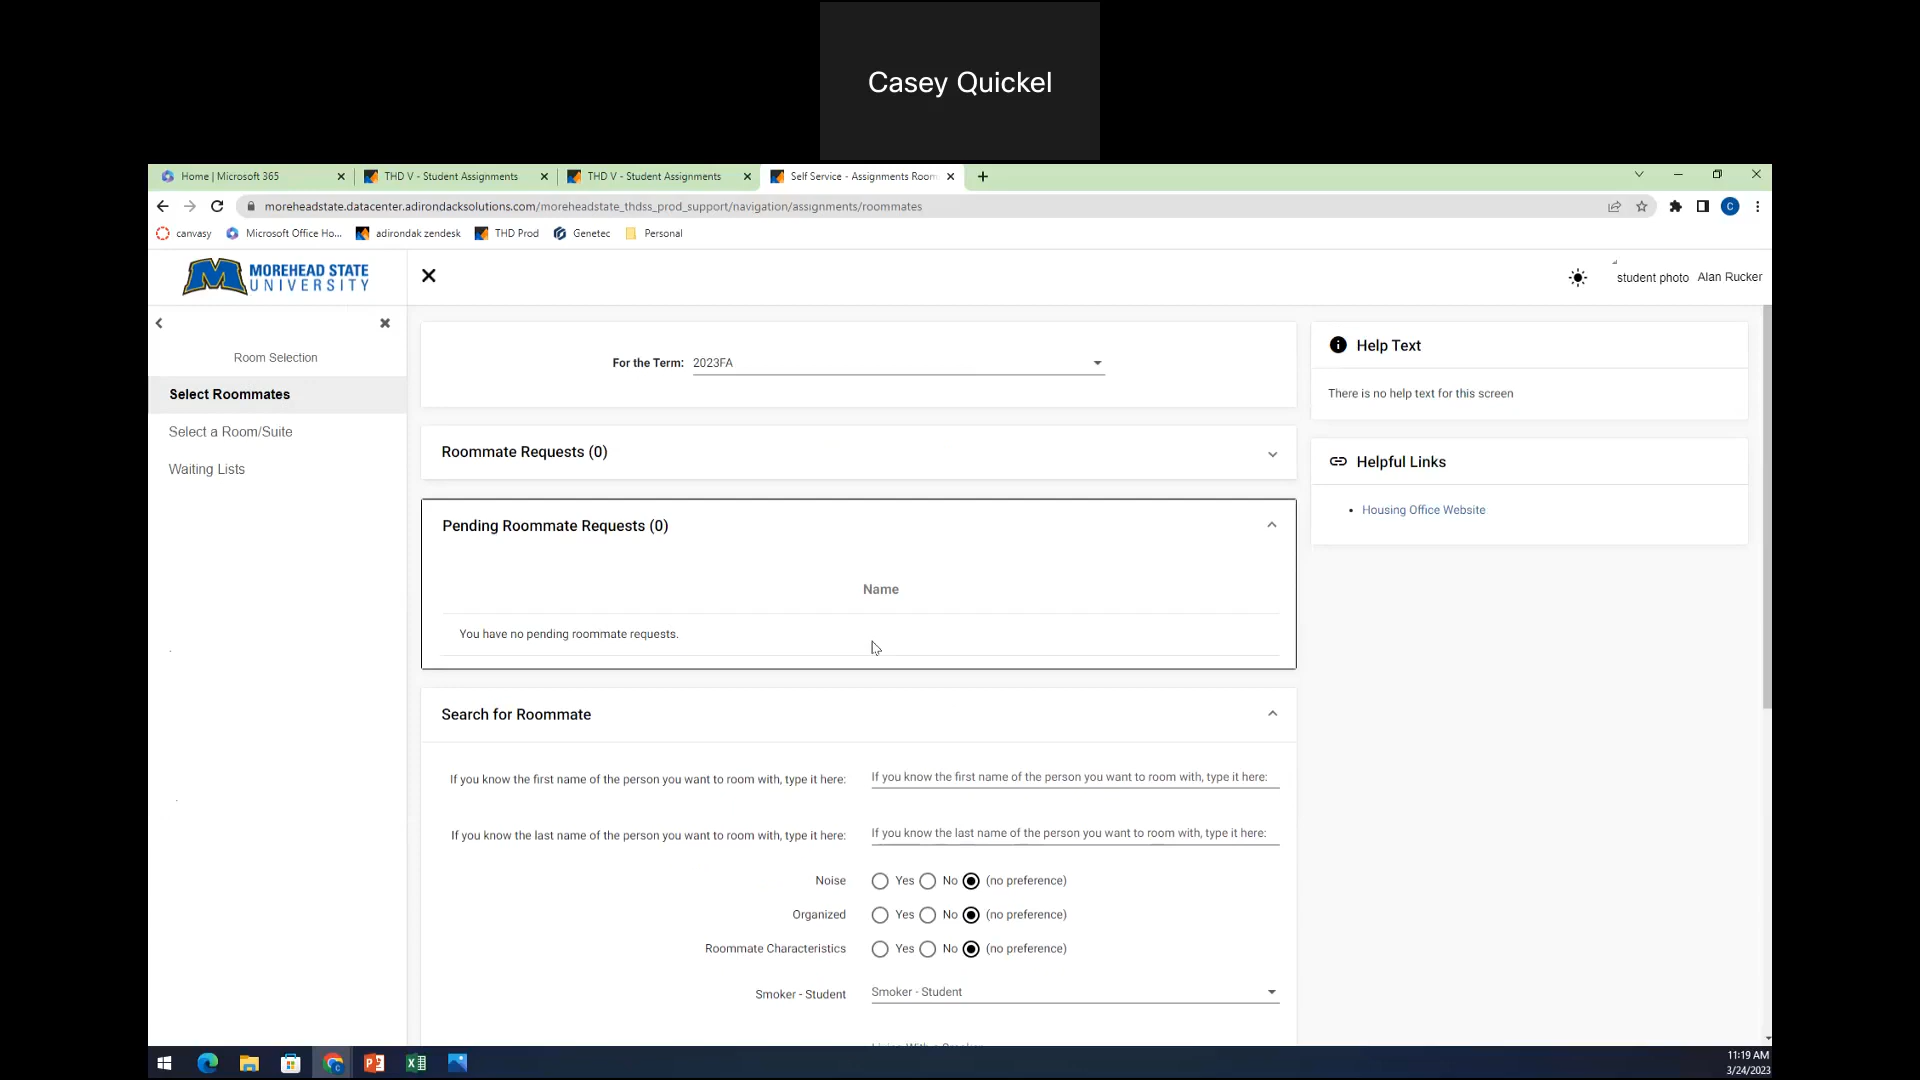 Casey Quickel
Home | Microsoft 365
THD V - Student Assignments
THD V - Student Assignments
Self Service - Assignments Room
moreheadstate.datacenter.adirondacksolutions.com/moreheadstate_thdss_prod_support/navigation/assignments/roommates
C
canvasy
Microsoft Office Ho...
adirondak zendesk
THD Prod
Genetec
Personal
MOREHEAD STATE
UNIVERSITY
student photo
Alan Rucker
Room Selection
Select Roommates
Select a Room/Suite
Waiting Lists
For the Term: 2023FA
Roommate Requests (0)
Pending Roommate Requests (0)
Name
You have no pending roommate requests.
Search for Roommate
If you know the first name of the person you want to room with, type it here: If you know the first name of the person you want to room with, type it here:
If you know the last name of the person you want to room with, type it here: If you know the last name of the person you want to room with, type it here:
Noise Yes No (no preference)
Organized Yes No (no preference)
Roommate Characteristics Yes No (no preference)
Smoker - Student Smoker - Student
Help Text
There is no help text for this screen
Helpful Links
• Housing Office Website
11:19 AM
3/24/2023